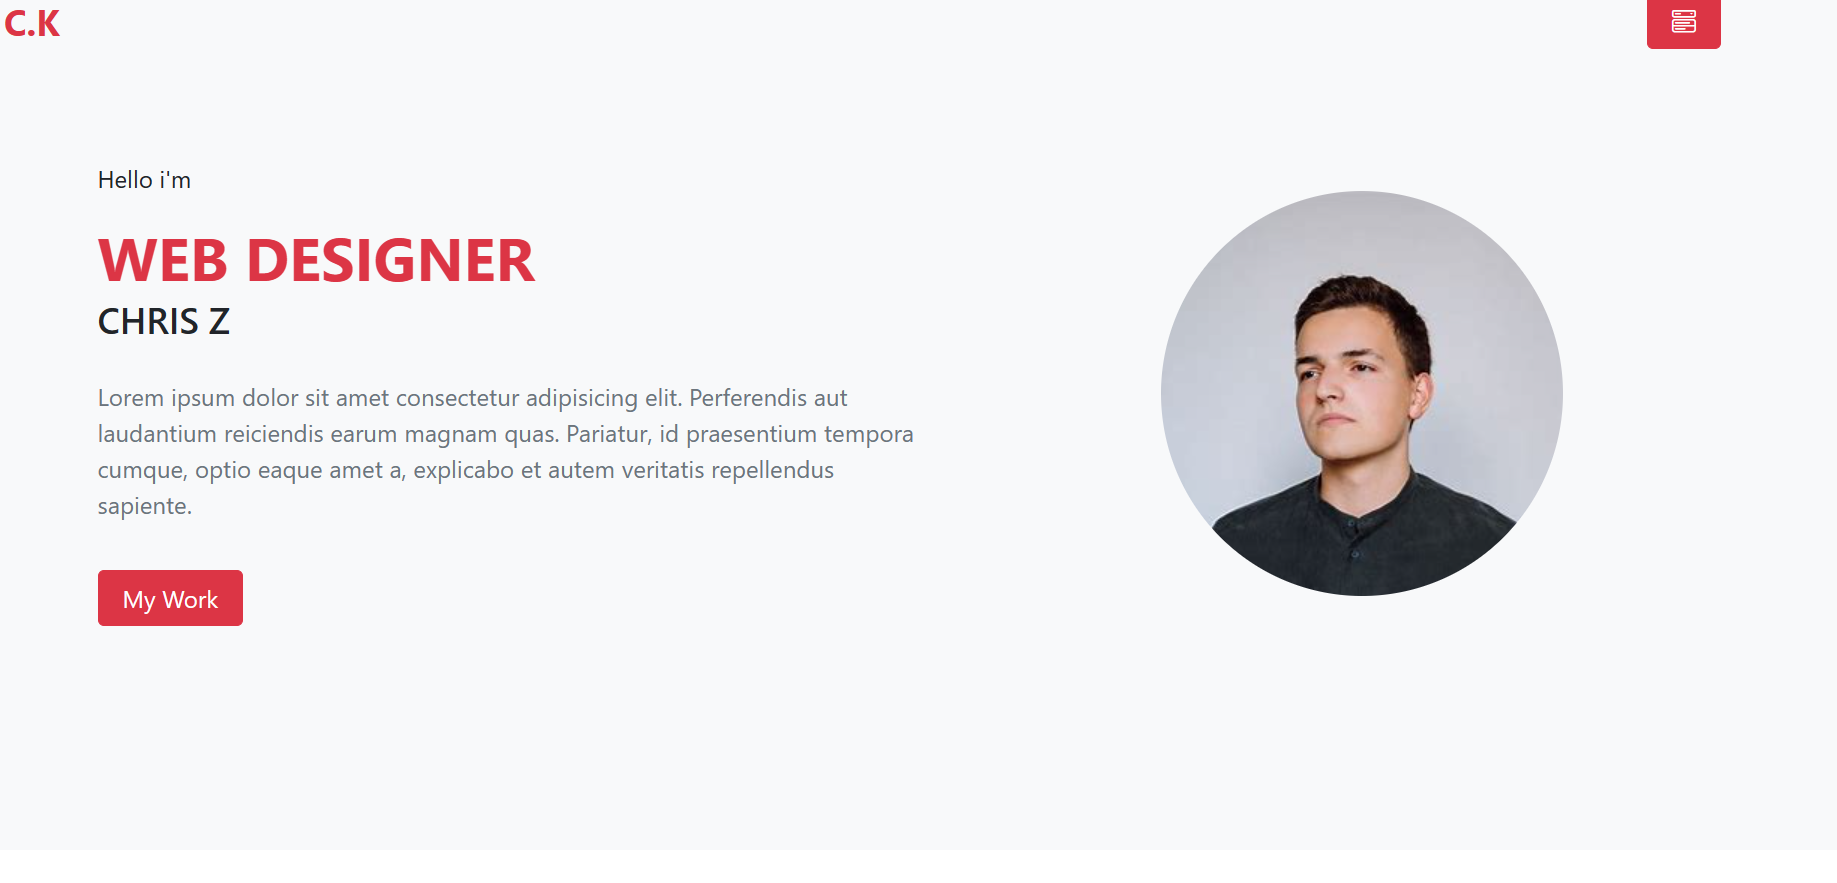 C.K
Hello i'm
WEB DESIGNER
CHRIS Z
Lorem ipsum dolor sit amet consectetur adipisicing elit. Perferendis aut
laudantium reiciendis earum magnam quas. Pariatur, id praesentium tempora
cumque, optio eaque amet a, explicabo et autem veritatis repellendus
sapiente.
My Work